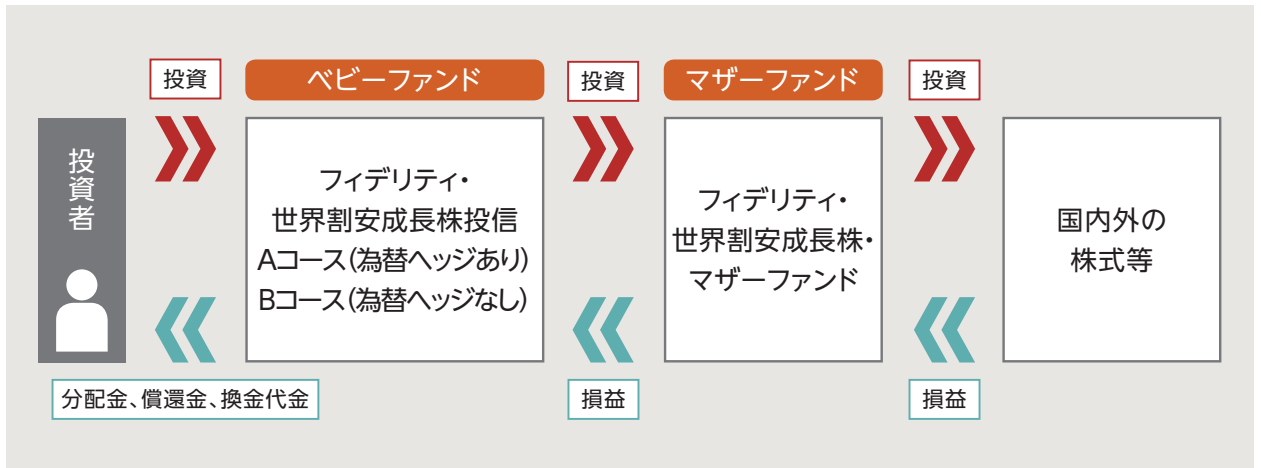 投資
ベビーファンド
投資
マザーファンド
投資
投資者
フィデリティ・
世界割安成長株投信
Aコース(為替ヘッジあり)
Bコース(為替ヘッジなし)
フィデリティ・
世界割安成長株・
マザーファンド
国内外の
株式等
分配金、償還金、換金代金
損益
損益